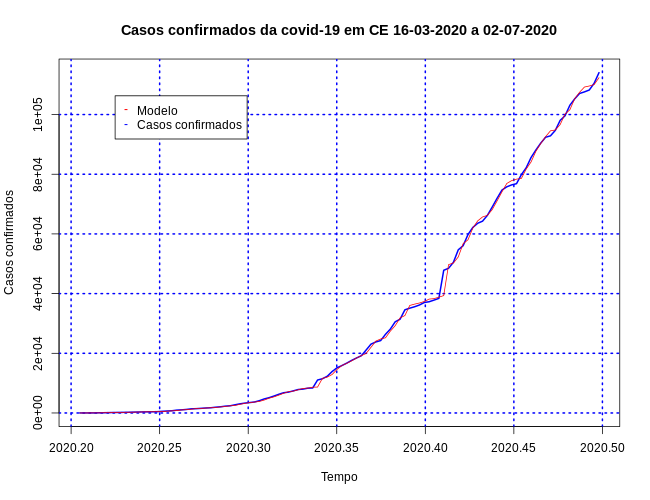 Casos confirmados da covid-19 em CE 16-03-2020 a 02-07-2020
Modelo
Casos confirmados
Casos confirmados
0e+00
2e+04
4e+04
6e+04
8e+04
1e+05
2020.20
2020.25
2020.30
2020.35
2020.40
2020.45
2020.50
Tempo